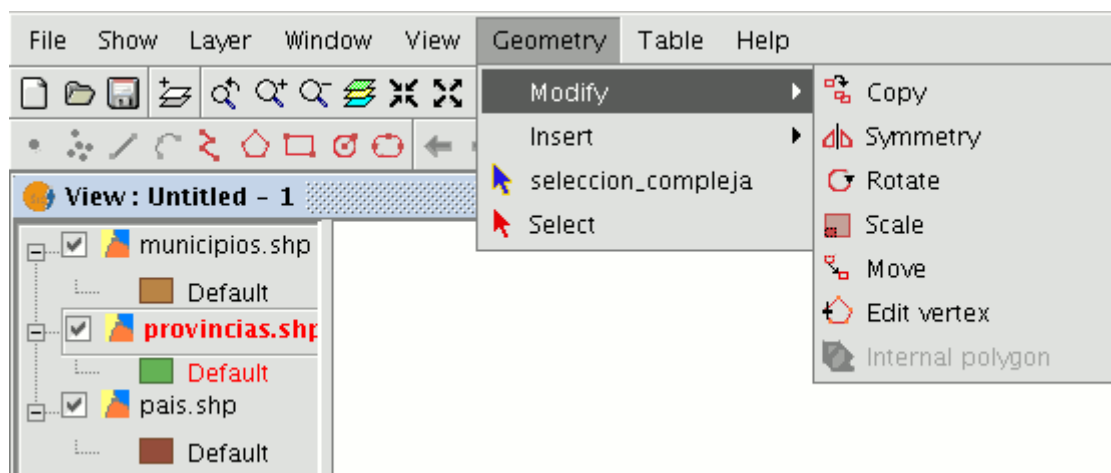 File Show Layer Window View Geometry Table Help
Modify
Insert
seleccion_compleja
Select
Copy
Symmetry
Rotate
Scale
Move
Edit vertex
Internal polygon
View : Untitled - 1
municipios.shp
Default
provincias.shp
Default
pais.shp
Default